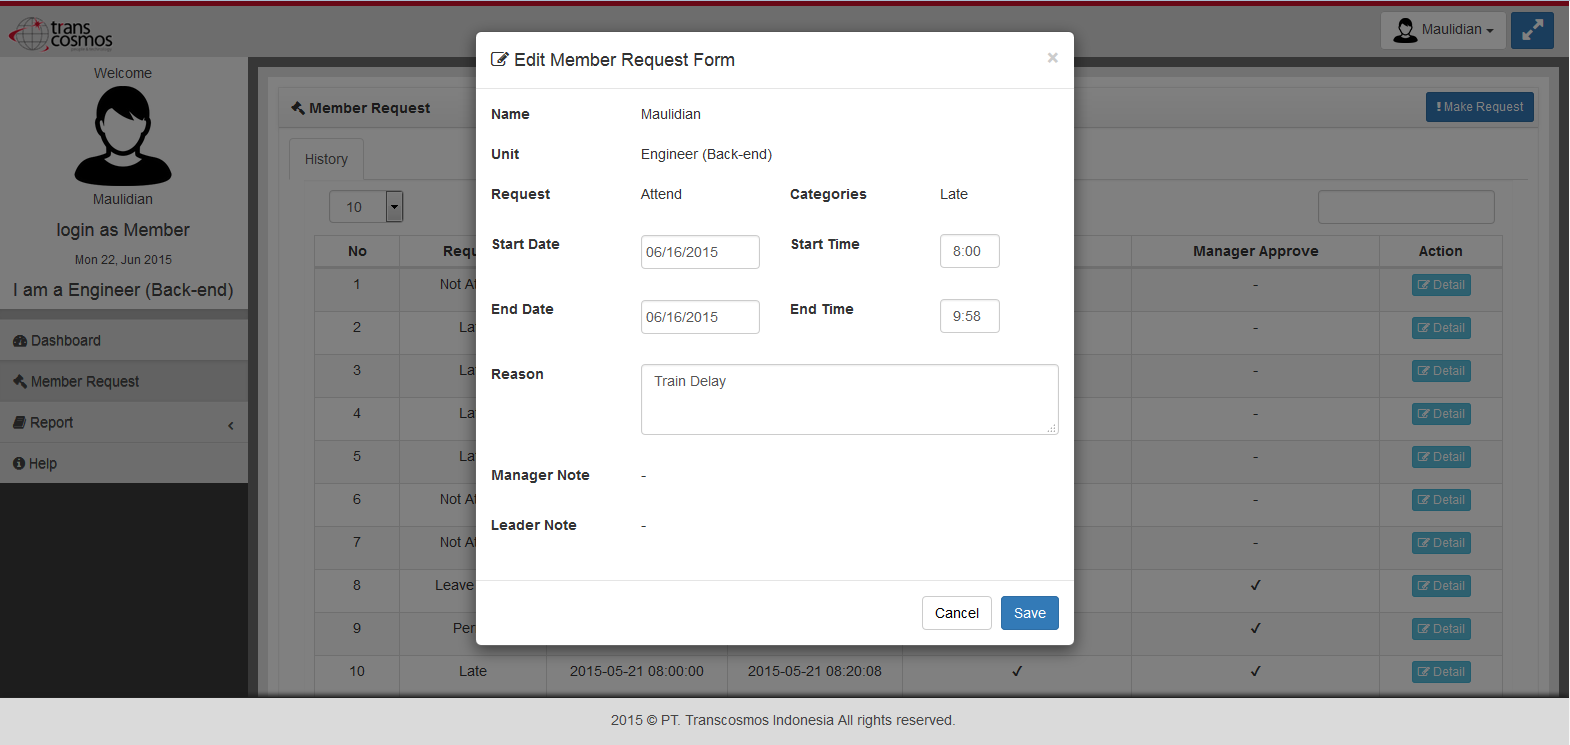 trans
cosmos
Maulidian
Welcome
Maulidian
login as Member
Mon 22, Jun 2015
I am a Engineer (Back-end)
Dashboard
Member Request
Report
Help
Member Request
! Make Request
History
10
No Requ Manager Approve Action
1 Not At - Detail
2 La - Detail
3 La - Detail
4 La - Detail
5 La - Detail
6 Not At - Detail
7 Not At - Detail
8 Leave ✓ Detail
9 Per ✓ Detail
10 Late 2015-05-21 08:00:00 2015-05-21 08:20:08 ✓ ✓ Detail
Edit Member Request Form ×
Name Maulidian
Unit Engineer (Back-end)
Request Attend Categories Late
Start Date 06/16/2015 Start Time 8:00
End Date 06/16/2015 End Time 9:58
Reason Train Delay
Manager Note -
Leader Note -
Cancel Save
2015 © PT. Transcosmos Indonesia All rights reserved.